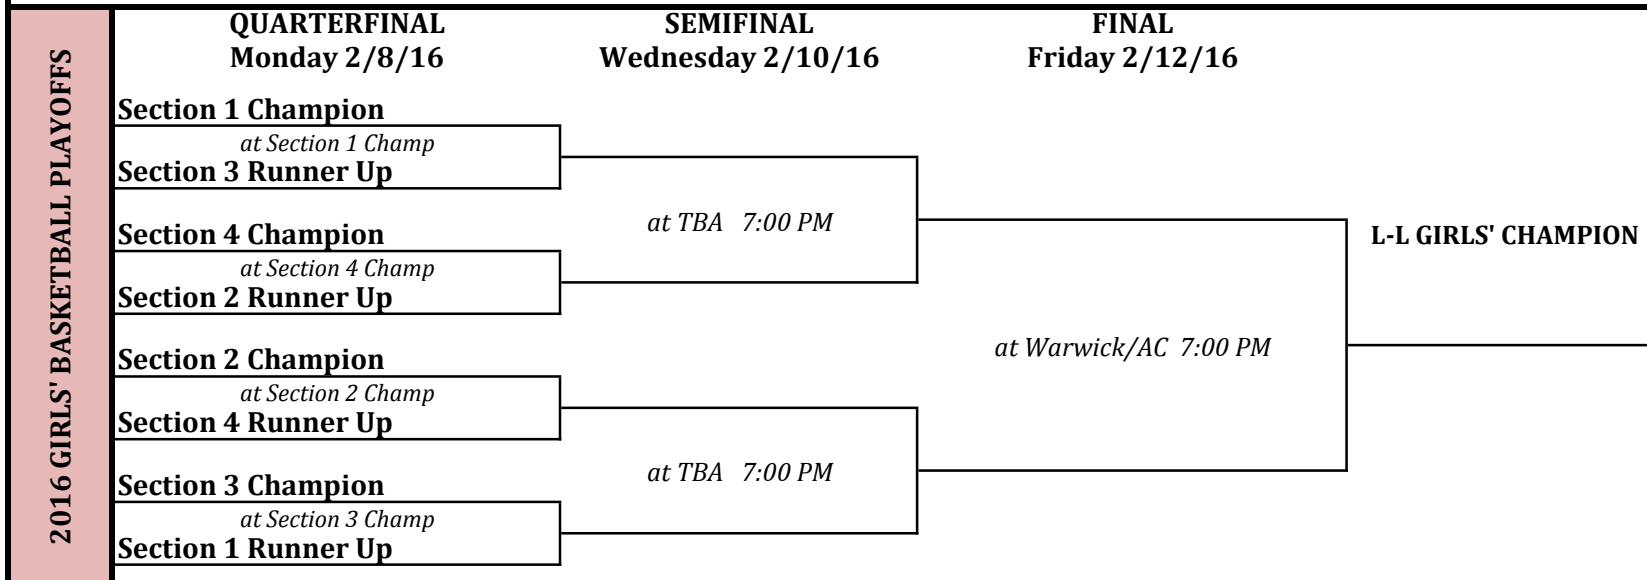 2016 GIRLS' BASKETBALL PLAYOFFS
QUARTERFINAL
Monday 2/8/16
SEMIFINAL
Wednesday 2/10/16
FINAL
Friday 2/12/16
Section 1 Champion
at Section 1 Champ
Section 3 Runner Up
Section 4 Champion
at Section 4 Champ
Section 2 Runner Up
Section 2 Champion
at Section 2 Champ
Section 4 Runner Up
Section 3 Champion
at Section 3 Champ
Section 1 Runner Up
at TBA 7:00 PM
at TBA 7:00 PM
at Warwick/AC 7:00 PM
L-L GIRLS' CHAMPION